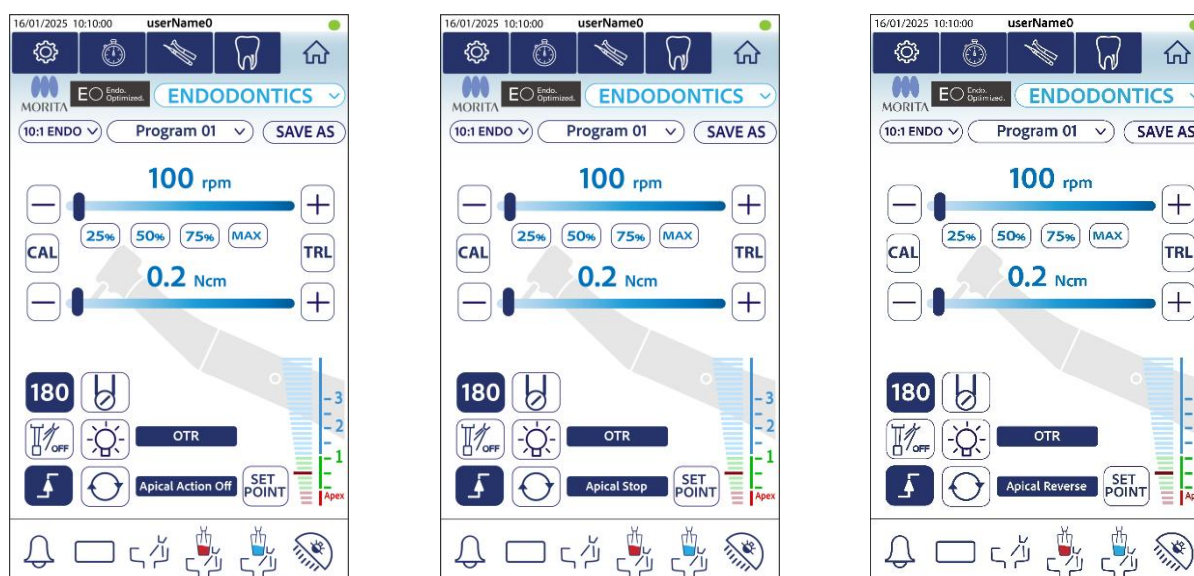 16/01/2025 10:10:00 userName0
MORITA EO Endo. Optimized. ENDODONTICS
10:1 ENDO Program 01 SAVE AS
100 rpm
25% 50% 75% MAX
CAL TRL
0.2 Ncm
180
3
2
OFF OTR
1
Apical Action Off SET POINT
Apex
16/01/2025 10:10:00 userName0
MORITA EO Endo. Optimized. ENDODONTICS
10:1 ENDO Program 01 SAVE AS
100 rpm
25% 50% 75% MAX
CAL TRL
0.2 Ncm
180
3
2
OFF OTR
1
Apical Stop SET POINT
Apex
16/01/2025 10:10:00 userName0
MORITA EO Endo. Optimized. ENDODONTICS
10:1 ENDO Program 01 SAVE AS
100 rpm
25% 50% 75% MAX
CAL TRL
0.2 Ncm
180
OFF OTR
Apical Reverse SET POINT
Ap